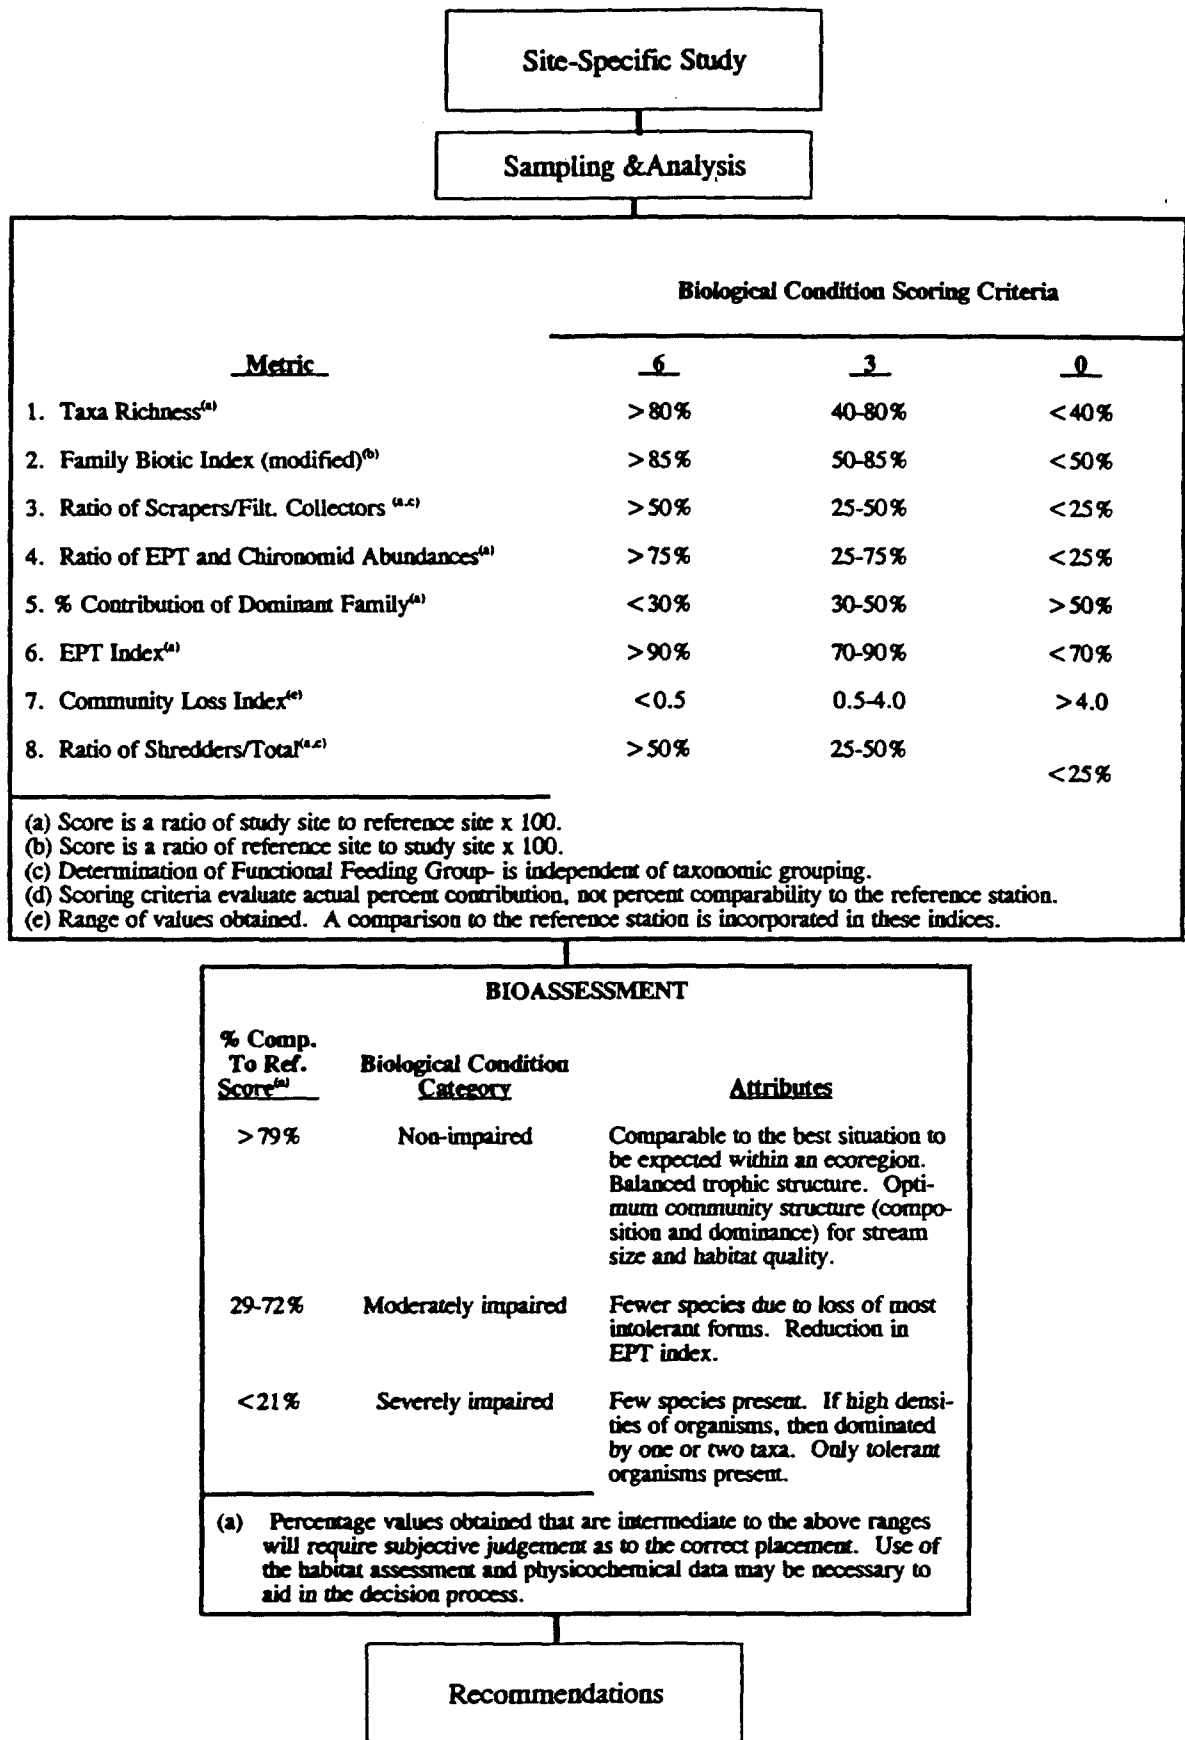 Site-Specific Study
Sampling &Analysis
Biological Condition Scoring Criteria
Metric 6 3 0
1. Taxa Richness(a) >80% 40-80% <40%
2. Family Biotic Index (modified)(b) >85% 50-85% <50%
3. Ratio of Scrapers/Filt. Collectors (a.c) >50% 25-50% <25%
4. Ratio of EPT and Chironomid Abundances(a) >75% 25-75% <25%
5. % Contribution of Dominant Family(a) <30% 30-50% >50%
6. EPT Index(a) >90% 70-90% <70%
7. Community Loss Index(e) <0.5 0.5-4.0 >4.0
8. Ratio of Shredders/Total(a.c) >50% 25-50%
<25%
(a) Score is a ratio of study site to reference site x 100.
(b) Score is a ratio of reference site to study site x 100.
(c) Determination of Functional Feeding Group- is independent of taxonomic grouping.
(d) Scoring criteria evaluate actual percent contribution, not percent comparability to the reference station.
(e) Range of values obtained. A comparison to the reference station is incorporated in these indices.
BIOASSESSMENT
% Comp.
To Ref. Biological Condition
Score(a) Category Attributes
>79% Non-impaired Comparable to the best situation to
be expected within an ecoregion.
Balanced trophic structure. Opti-
mum community structure (compo-
sition and dominance) for stream
size and habitat quality.
29-72% Moderately impaired Fewer species due to loss of most
intolerant forms. Reduction in
EPT index.
<21% Severely impaired Few species present. If high densi-
ties of organisms, then dominated
by one or two taxa. Only tolerant
organisms present.
(a) Percentage values obtained that are intermediate to the above ranges
will require subjective judgement as to the correct placement. Use of
the habitat assessment and physicochemical data may be necessary to
aid in the decision process.
Recommendations